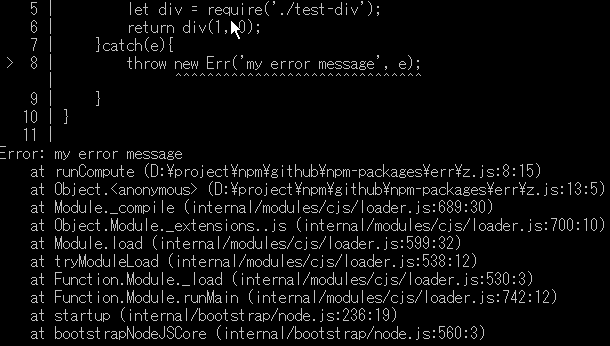 5 |         let div = require('./test-div');
6 |         return div(1, 0);
7 |     }catch(e){
> 8 |         throw new Err('my error message', e);
|               ^^^^^^^^^^^^^^^^^^^^^^^^^^^^^^
9 |     }
10 | }
11 |
Error: my error message
    at runCompute (D:¥project¥npm¥github¥npm-packages¥err¥z.js:8:15)
    at Object.<anonymous> (D:¥project¥npm¥github¥npm-packages¥err¥z.js:13:5)
    at Module._compile (internal/modules/cjs/loader.js:689:30)
    at Object.Module._extensions..js (internal/modules/cjs/loader.js:700:10)
    at Module.load (internal/modules/cjs/loader.js:599:32)
    at tryModuleLoad (internal/modules/cjs/loader.js:538:12)
    at Function.Module._load (internal/modules/cjs/loader.js:530:3)
    at Function.Module.runMain (internal/modules/cjs/loader.js:742:12)
    at startup (internal/bootstrap/node.js:236:19)
    at bootstrapNodeJSCore (internal/bootstrap/node.js:560:3)